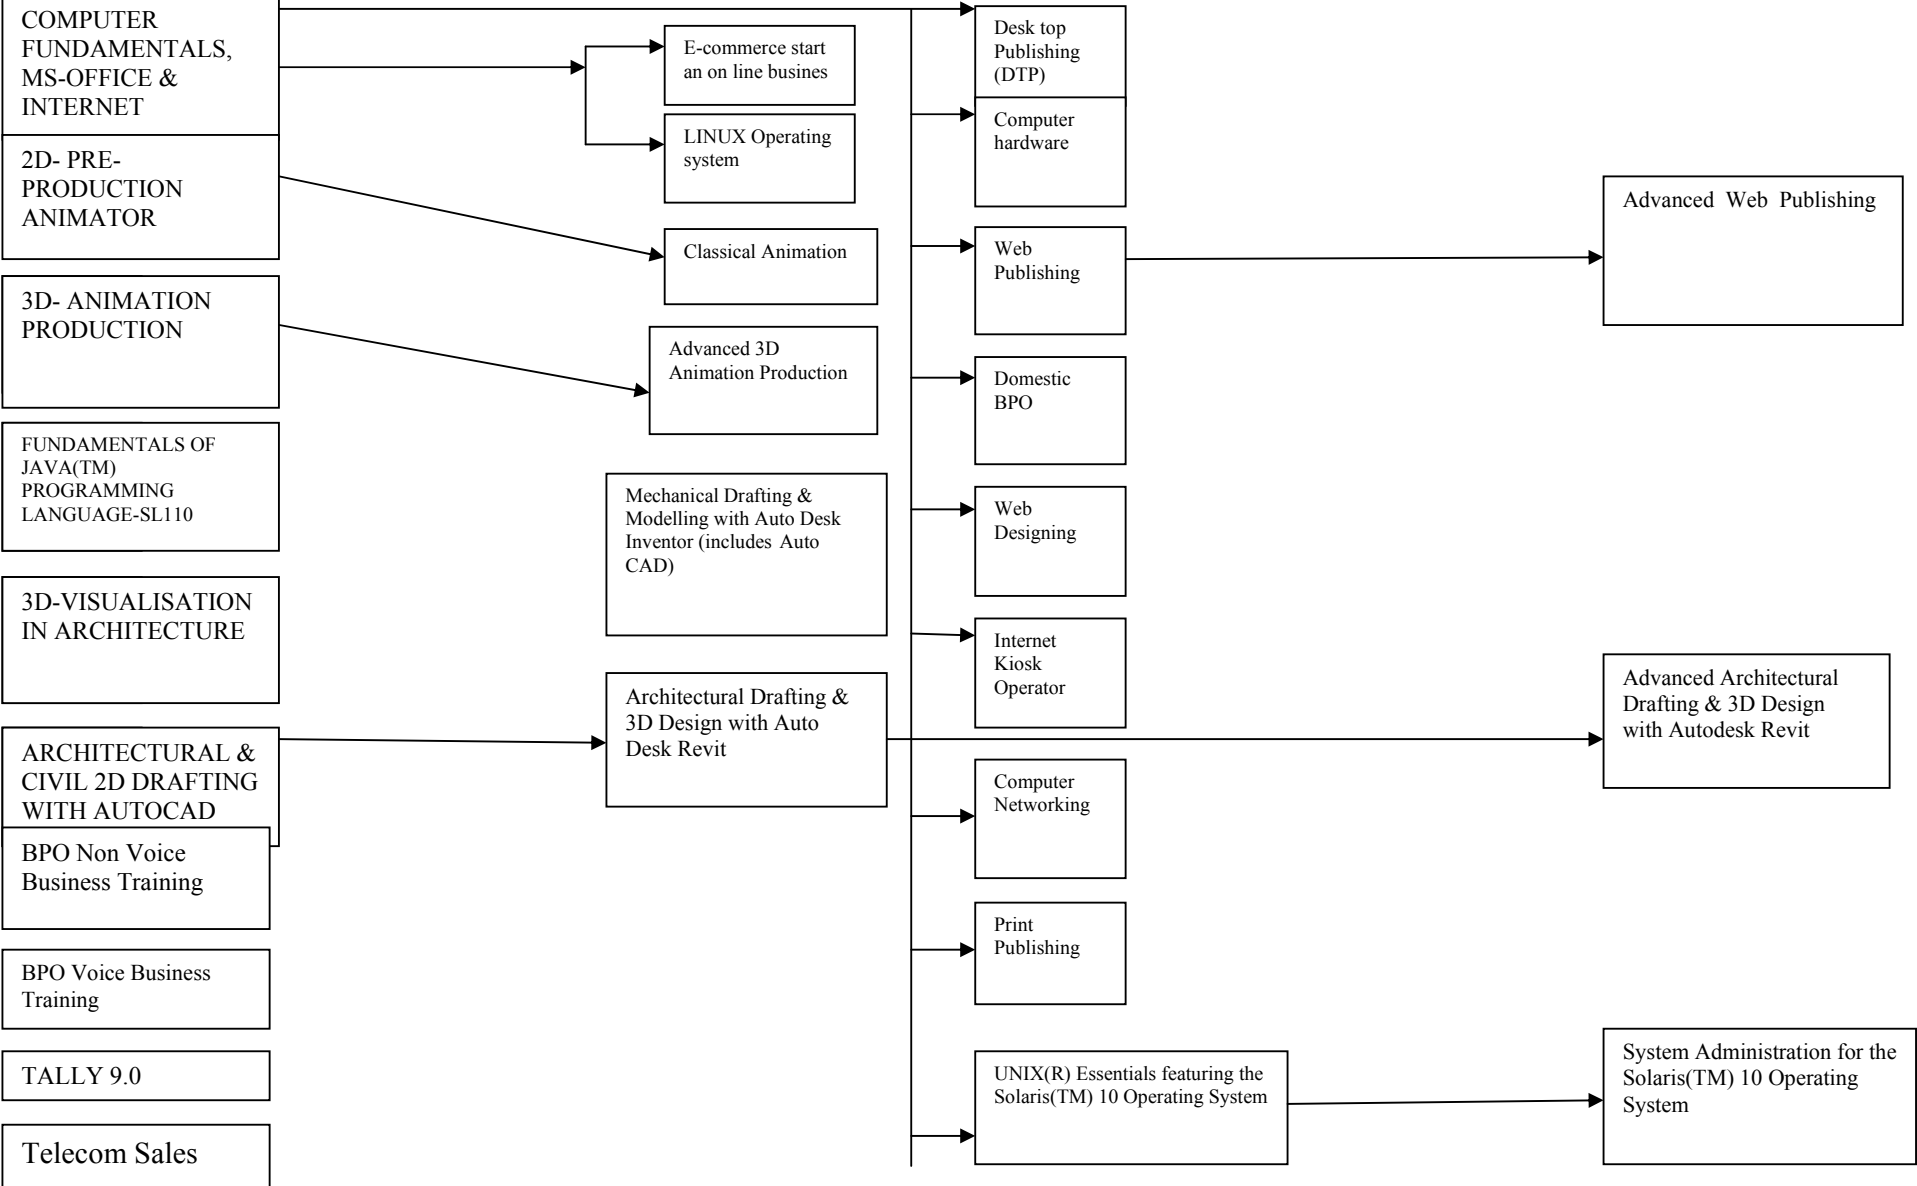 COMPUTER
FUNDAMENTALS,
MS-OFFICE &
INTERNET
2D- PRE-
PRODUCTION
ANIMATOR
3D- ANIMATION
PRODUCTION
FUNDAMENTALS OF
JAVA(TM)
PROGRAMMING
LANGUAGE-SL110
3D-VISUALISATION
IN ARCHITECTURE
ARCHITECTURAL &
CIVIL 2D DRAFTING
WITH AUTOCAD
BPO Non Voice
Business Training
BPO Voice Business
Training
TALLY 9.0
Telecom Sales
E-commerce start
an on line busines
LINUX Operating
system
Classical Animation
Advanced 3D
Animation Production
Mechanical Drafting &
Modelling with Auto Desk
Inventor (includes Auto
CAD)
Architectural Drafting &
3D Design with Auto
Desk Revit
Desk top
Publishing
(DTP)
Computer
hardware
Web
Publishing
Domestic
BPO
Web
Designing
Internet
Kiosk
Operator
Computer
Networking
Print
Publishing
UNIX(R) Essentials featuring the
Solaris(TM) 10 Operating System
Advanced Web Publishing
Advanced Architectural
Drafting & 3D Design
with Autodesk Revit
System Administration for the
Solaris(TM) 10 Operating
System